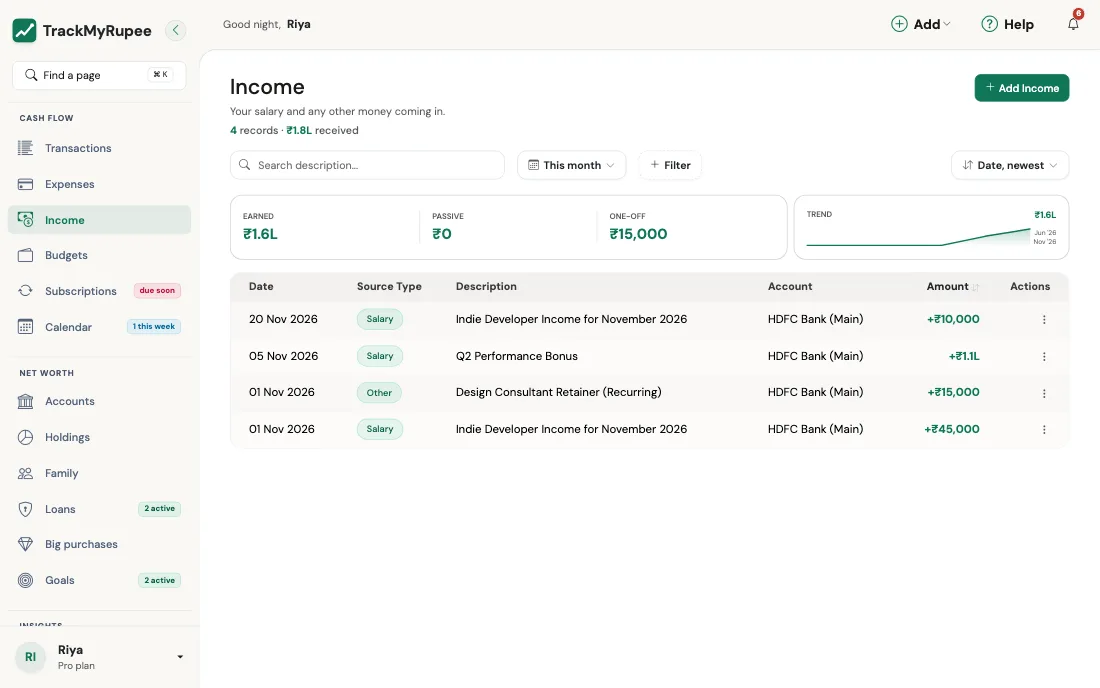 TrackMyRupee
Good night, Riya
Add
Help
6
Find a page
⌘ K
CASH FLOW
Transactions
Expenses
Income
Budgets
Subscriptions due soon
Calendar 1 this week
NET WORTH
Accounts
Holdings
Family
Loans 2 active
Big purchases
Goals 2 active
INSIGHTS
RI
Riya
Pro plan
Income
Your salary and any other money coming in.
4 records · ₹1.8L received
+ Add Income
Search description...
This month
+ Filter
Date, newest
EARNED
₹1.6L
PASSIVE
₹0
ONE-OFF
₹15,000
TREND
₹1.6L
Jun '26
Nov '26
Date Source Type Description Account Amount Actions
20 Nov 2026 Salary Indie Developer Income for November 2026 HDFC Bank (Main) +₹10,000
05 Nov 2026 Salary Q2 Performance Bonus HDFC Bank (Main) +₹1.1L
01 Nov 2026 Other Design Consultant Retainer (Recurring) HDFC Bank (Main) +₹15,000
01 Nov 2026 Salary Indie Developer Income for November 2026 HDFC Bank (Main) +₹45,000